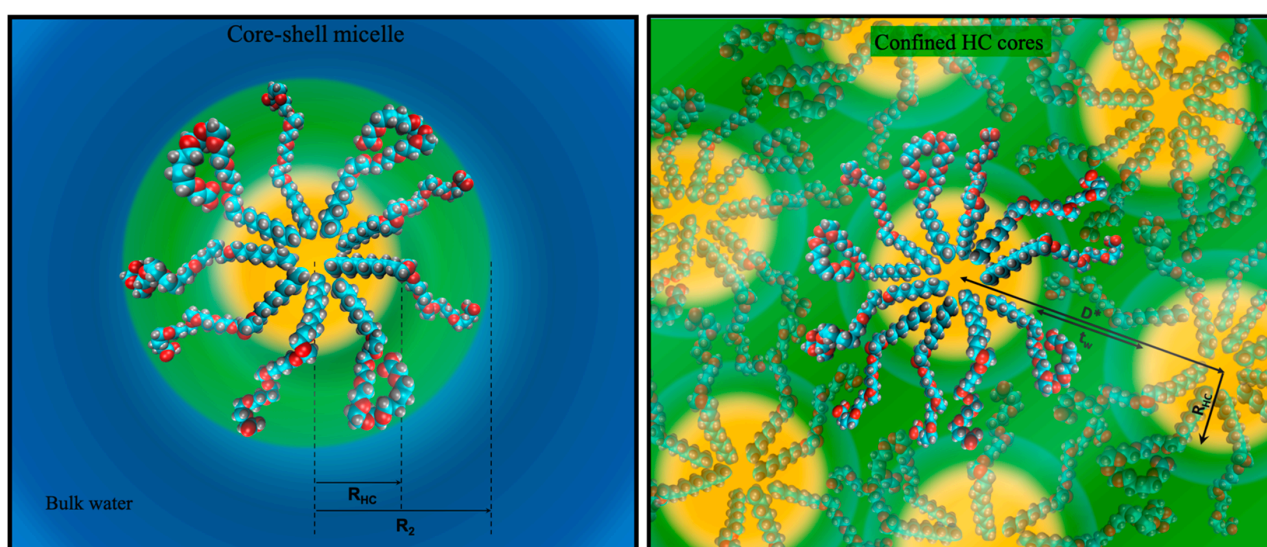 Core-shell micelle
Bulk water
R_HC
R_2
Confined HC cores
D*
t_w
R_HC